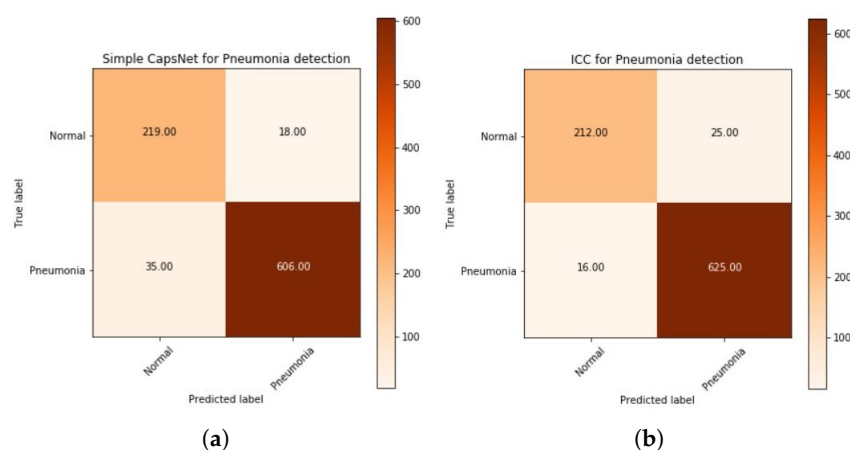 Simple CapsNet for Pneumonia detection
True label
Normal
219.00
18.00
Pneumonia
35.00
606.00
Normal
Pneumonia
Predicted label
600
500
400
300
200
100
(a)
ICC for Pneumonia detection
True label
Normal
212.00
25.00
Pneumonia
16.00
625.00
Normal
Pneumonia
Predicted label
600
500
400
300
200
100
(b)